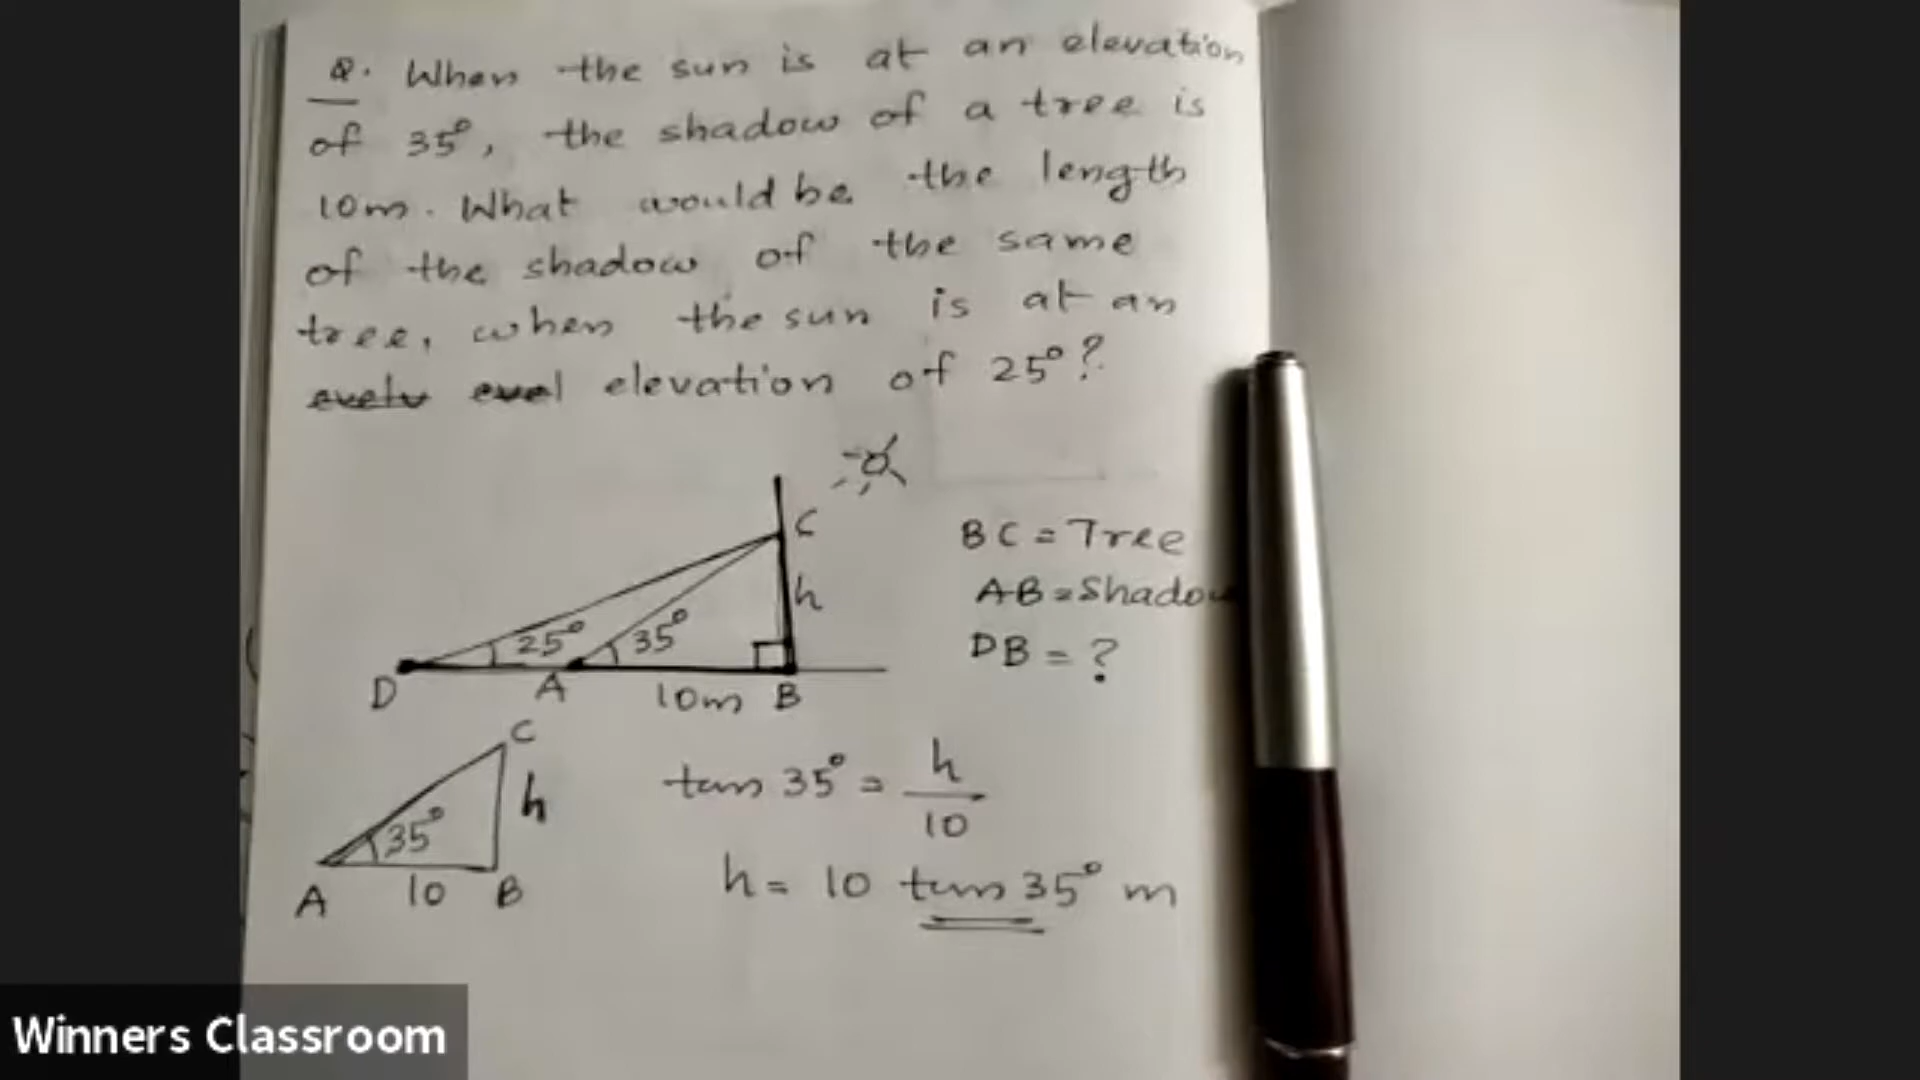 Q. When the sun is at an elevation
of 35°, the shadow of a tree is
10m. What would be the length
of the shadow of the same
tree, when the sun is at an
elevation of 25°?
C
h
25° 35°
D A 10m B
BC = Tree
AB = Shadow
DB = ?
C
h
35°
A 10 B
tan 35° = h/10
h = 10 tan 35° m
Winners Classroom